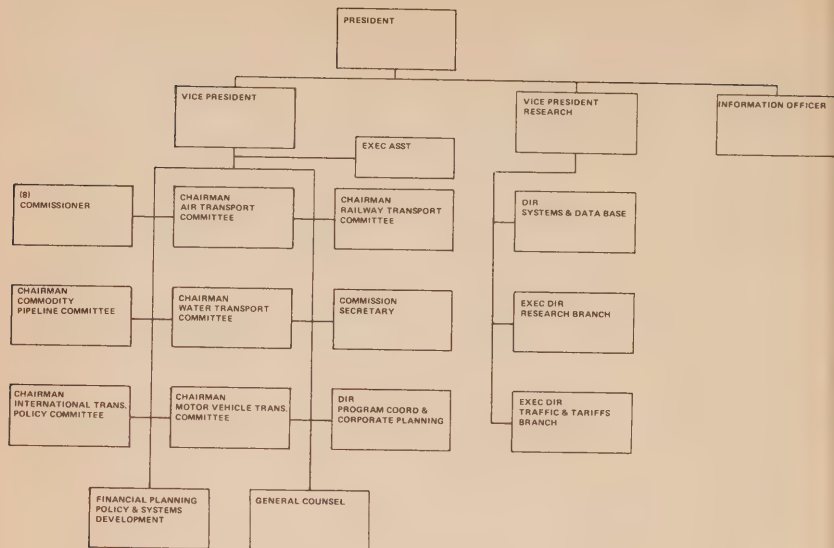 PRESIDENT
VICE PRESIDENT
VICE PRESIDENT
RESEARCH
INFORMATION OFFICER
EXEC ASST
(8)
COMMISSIONER
CHAIRMAN
AIR TRANSPORT
COMMITTEE
CHAIRMAN
RAILWAY TRANSPORT
COMMITTEE
DIR
SYSTEMS & DATA BASE
CHAIRMAN
COMMODITY
PIPELINE COMMITTEE
CHAIRMAN
WATER TRANSPORT
COMMITTEE
COMMISSION
SECRETARY
EXEC DIR
RESEARCH BRANCH
CHAIRMAN
INTERNATIONAL TRANS.
POLICY COMMITTEE
CHAIRMAN
MOTOR VEHICLE TRANS.
COMMITTEE
DIR
PROGRAM COORD &
CORPORATE PLANNING
EXEC DIR
TRAFFIC & TARIFFS
BRANCH
FINANCIAL PLANNING
POLICY & SYSTEMS
DEVELOPMENT
GENERAL COUNSEL